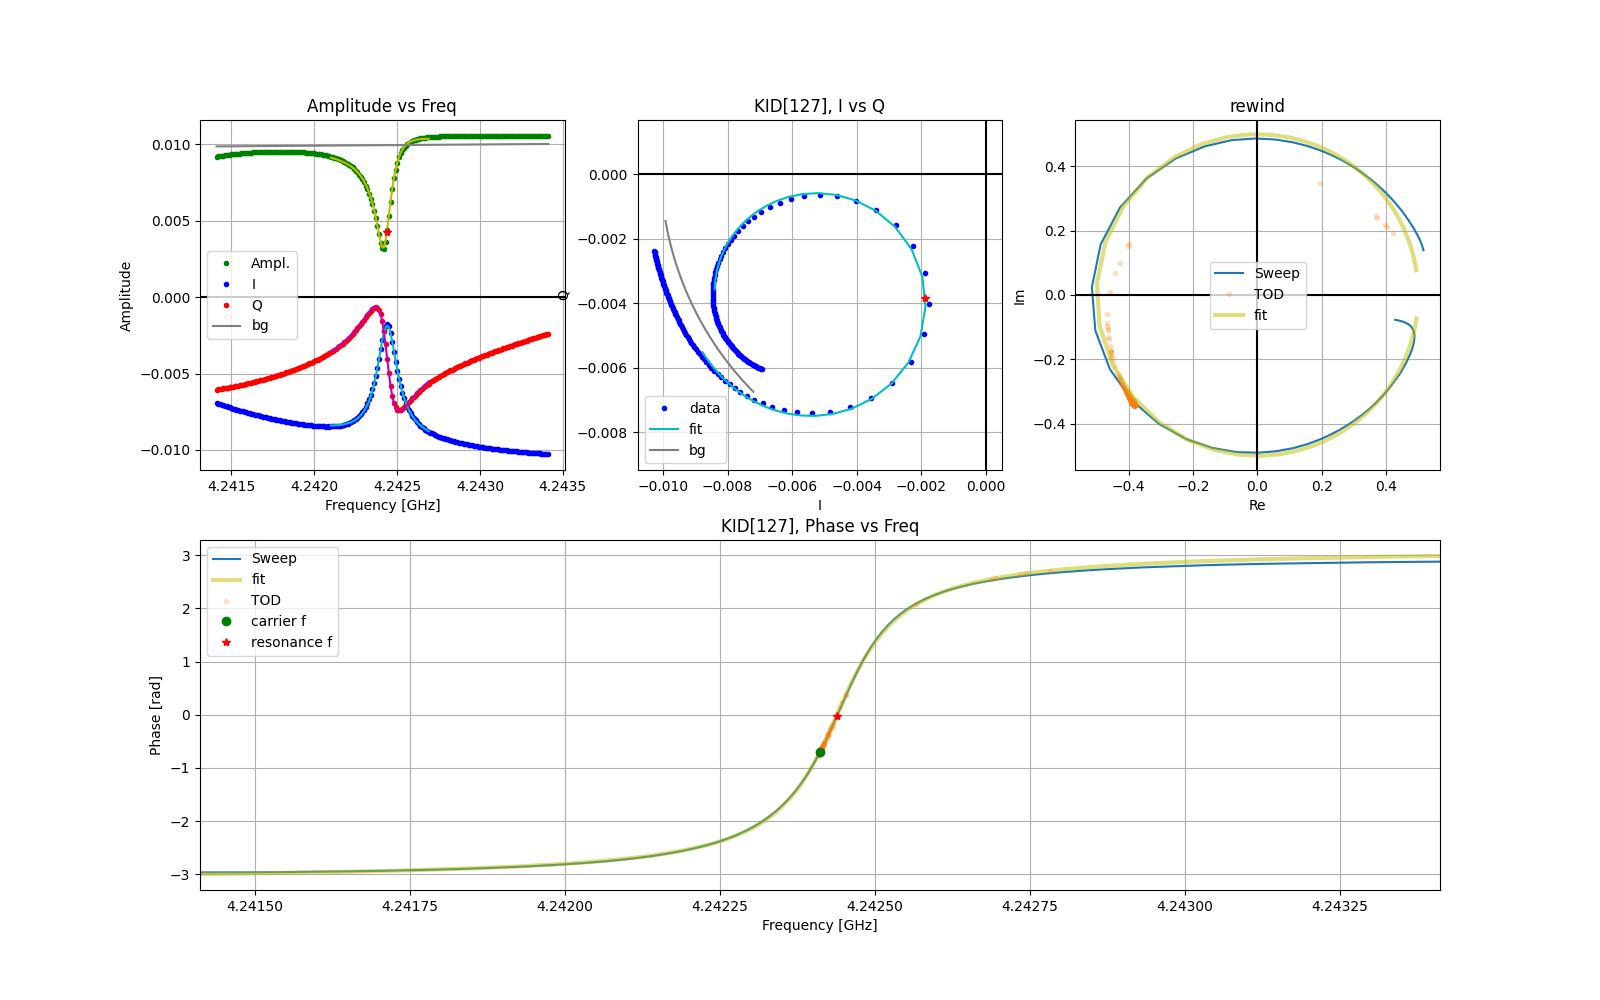 Amplitude vs Freq
Amplitude
0.010
0.005
0.000
−0.005
−0.010
Ampl.
I
Q
bg
4.2415
4.2420
4.2425
4.2430
4.2435
Frequency [GHz]
KID[127], I vs Q
Q
0.000
−0.002
−0.004
−0.006
−0.008
data
fit
bg
−0.010
−0.008
−0.006
−0.004
−0.002
0.000
I
rewind
Im
0.4
0.2
0.0
−0.2
−0.4
Sweep
TOD
fit
−0.4
−0.2
0.0
0.2
0.4
Re
KID[127], Phase vs Freq
Phase [rad]
3
2
1
0
−1
−2
−3
Sweep
fit
TOD
carrier f
resonance f
4.24150
4.24175
4.24200
4.24225
4.24250
4.24275
4.24300
4.24325
Frequency [GHz]